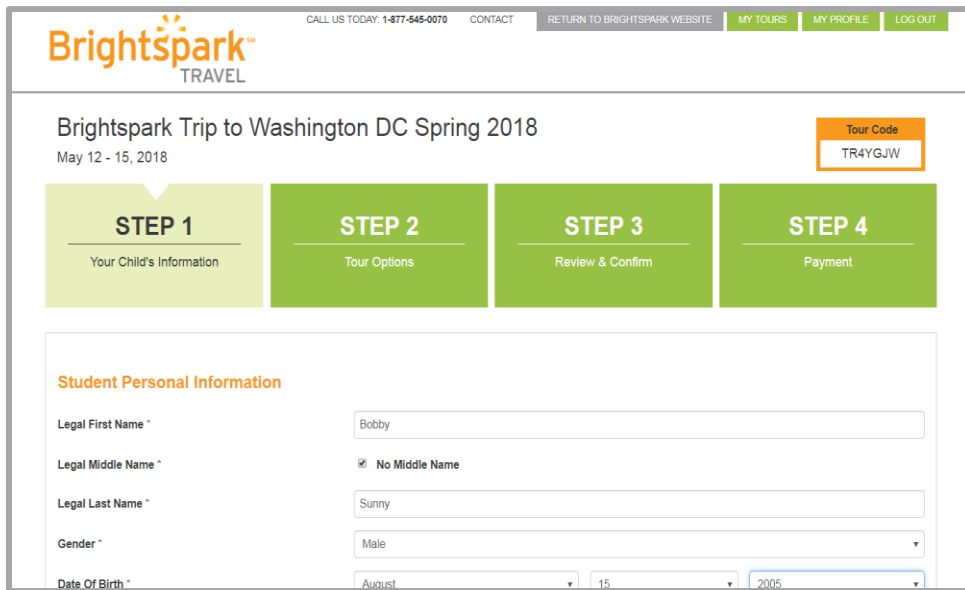 CALL US TODAY: 1-877-545-0070 CONTACT RETURN TO BRIGHTSPARK WEBSITE MY TOURS MY PROFILE LOG OUT
Brightspark℠
TRAVEL
Brightspark Trip to Washington DC Spring 2018
May 12 - 15, 2018
Tour Code
TR4YGJW
STEP 1
Your Child's Information
STEP 2
Tour Options
STEP 3
Review & Confirm
STEP 4
Payment
Student Personal Information
Legal First Name * Bobby
Legal Middle Name * No Middle Name
Legal Last Name * Sunny
Gender * Male
Date Of Birth * August 15 2005